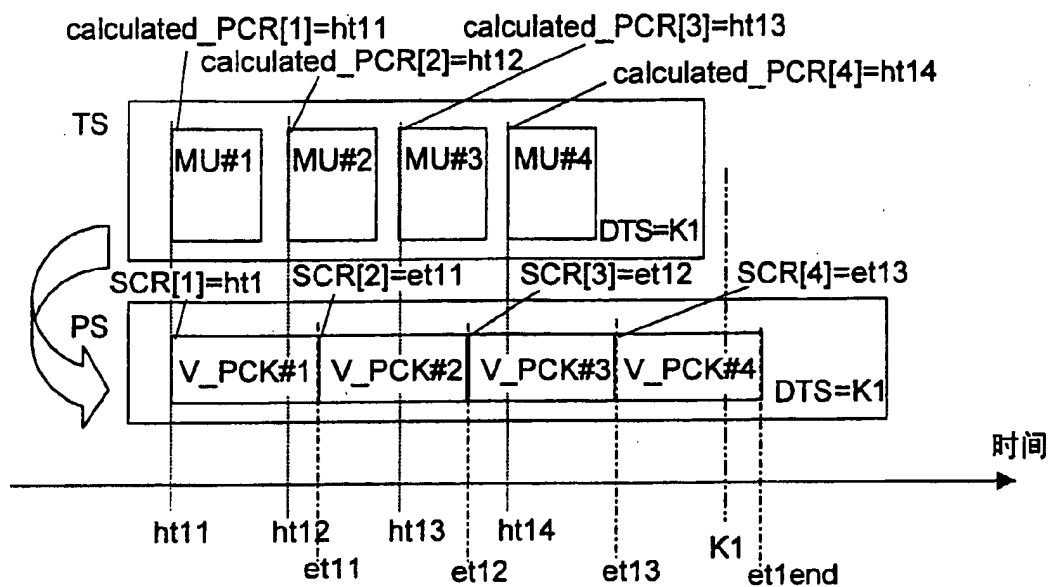 calculated_PCR[1]=ht11
calculated_PCR[3]=ht13
calculated_PCR[2]=ht12
calculated_PCR[4]=ht14
TS
MU#1
MU#2
MU#3
MU#4
DTS=K1
SCR[1]=ht1
SCR[2]=et11
SCR[3]=et12
SCR[4]=et13
PS
V_PCK#1
V_PCK#2
V_PCK#3
V_PCK#4
DTS=K1
时间
ht11
ht12
ht13
ht14
K1
et11
et12
et13
et1end